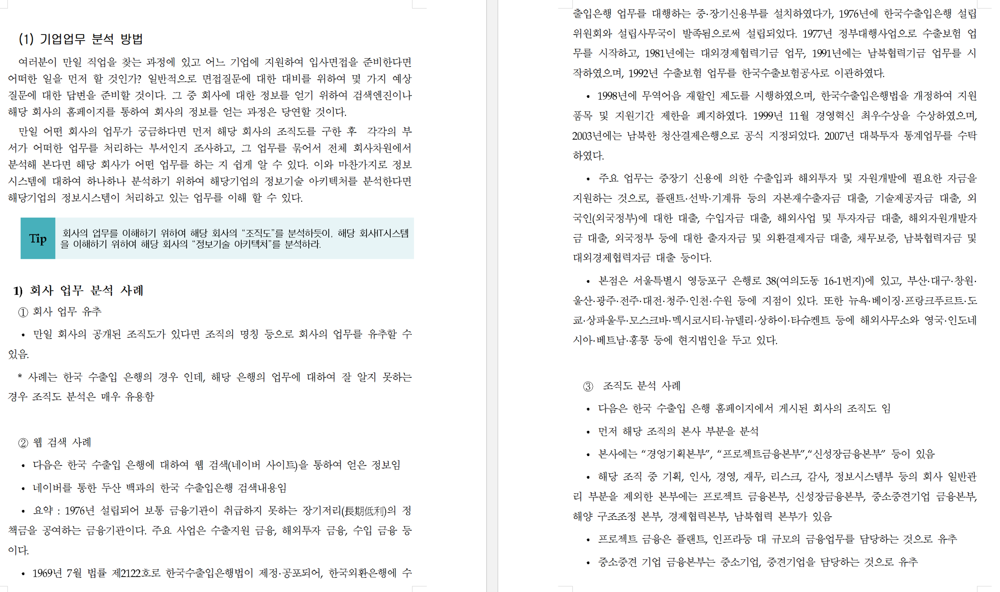 (1) 기업업무 분석 방법
여러분이 만일 직업을 찾는 과정에 있고 어느 기업에 지원하여 입사면접을 준비한다면
어떠한 일을 먼저 할 것인가? 일반적으로 면접질문에 대한 대비를 위하여 몇 가지 예상
질문에 대한 답변을 준비할 것이다. 그 중 회사에 대한 정보를 얻기 위하여 검색엔진이나
해당 회사의 홈페이지를 통하여 회사의 정보를 얻는 과정은 당연할 것이다.
만일 어떤 회사의 업무가 궁금하다면 먼저 해당 회사의 조직도를 구한 후 각각의 부
서가 어떠한 업무를 처리하는 부서인지 조사하고, 그 업무를 묶어서 전체 회사차원에서
분석해 본다면 해당 회사가 어떤 업무를 하는 지 쉽게 알 수 있다. 이와 마찬가지로 정보
시스템에 대하여 하나하나 분석하기 위하여 해당기업의 정보기술 아키텍처를 분석한다면
해당기업의 정보시스템이 처리하고 있는 업무를 이해 할 수 있다.
Tip
회사의 업무를 이해하기 위하여 해당 회사의 “조직도”를 분석하듯이, 해당 회사IT시스템
을 이해하기 위하여 해당 회사의 “정보기술 아키텍처”를 분석하라.
1) 회사 업무 분석 사례
① 회사 업무 유추
• 만일 회사의 공개된 조직도가 있다면 조직의 명칭 등으로 회사의 업무를 유추할 수
있음.
* 사례는 한국 수출입 은행의 경우 인데, 해당 은행의 업무에 대하여 잘 알지 못하는
경우 조직도 분석은 매우 유용함
② 웹 검색 사례
• 다음은 한국 수출입 은행에 대하여 웹 검색(네이버 사이트)을 통하여 얻은 정보임
• 네이버를 통한 두산 백과의 한국 수출입은행 검색내용임
• 요약 : 1976년 설립되어 보통 금융기관이 취급하지 못하는 장기저리(長期低利)의 정
책금을 공여하는 금융기관이다. 주요 사업은 수출지원 금융, 해외투자 금융, 수입 금융 등
이다.
• 1969년 7월 법률 제2122호로 한국수출입은행법이 제정·공포되어, 한국외환은행에 수
출입은행 업무를 대행하는 중·장기신용부를 설치하였다가, 1976년에 한국수출입은행 설립
위원회와 설립사무국이 발족됨으로써 설립되었다. 1977년 정부대행사업으로 수출보험 업
무를 시작하고, 1981년에는 대외경제협력기금 업무, 1991년에는 남북협력기금 업무를 시
작하였으며, 1992년 수출보험 업무를 한국수출보험공사로 이관하였다.
• 1998년에 무역어음 재할인 제도를 시행하였으며, 한국수출입은행법을 개정하여 지원
품목 및 지원기간 제한을 폐지하였다. 1999년 11월 경영혁신 최우수상을 수상하였으며,
2003년에는 남북한 청산결제은행으로 공식 지정되었다. 2007년 대북투자 통계업무를 수탁
하였다.
• 주요 업무는 중장기 신용에 의한 수출입과 해외투자 및 자원개발에 필요한 자금을
지원하는 것으로, 플랜트·선박·기계류 등의 자본재수출자금 대출, 기술제공자금 대출, 외
국인(외국정부)에 대한 대출, 수입자금 대출, 해외사업 및 투자자금 대출, 해외자원개발자
금 대출, 외국정부 등에 대한 출자자금 및 외환결제자금 대출, 채무보증, 남북협력자금 및
대외경제협력자금 대출 등이다.
• 본점은 서울특별시 영등포구 은행로 38(여의도동 16-1번지)에 있고, 부산·대구·창원·
울산·광주·전주·대전·청주·인천·수원 등에 지점이 있다. 또한 뉴욕·베이징·프랑크푸르트·도
쿄·상파울루·모스크바·멕시코시티·뉴델리·상하이·타슈켄트 등에 해외사무소와 영국·인도네
시아·베트남·홍콩 등에 현지법인을 두고 있다.
③ 조직도 분석 사례
• 다음은 한국 수출입 은행 홈페이지에서 게시된 회사의 조직도 임
• 먼저 해당 조직의 본사 부분을 분석
• 본사에는 “경엉기획본부”, “프로젝트금융본부”,“신성장금융본부” 등이 있음
• 해당 조직 중 기획, 인사, 경영, 재무, 리스크, 감사, 정보시스템부 등의 회사 일반관
리 부분을 제외한 본부에는 프로젝트 금융본부, 신성장금융본부, 중소중견기업 금융본부,
해양 구조조정 본부, 경제협력본부, 남북협력 본부가 있음
• 프로젝트 금융은 플랜트, 인프라등 대 규모의 금융업무를 담당하는 것으로 유추
• 중소중견 기업 금융본부는 중소기업, 중견기업을 담당하는 것으로 유추